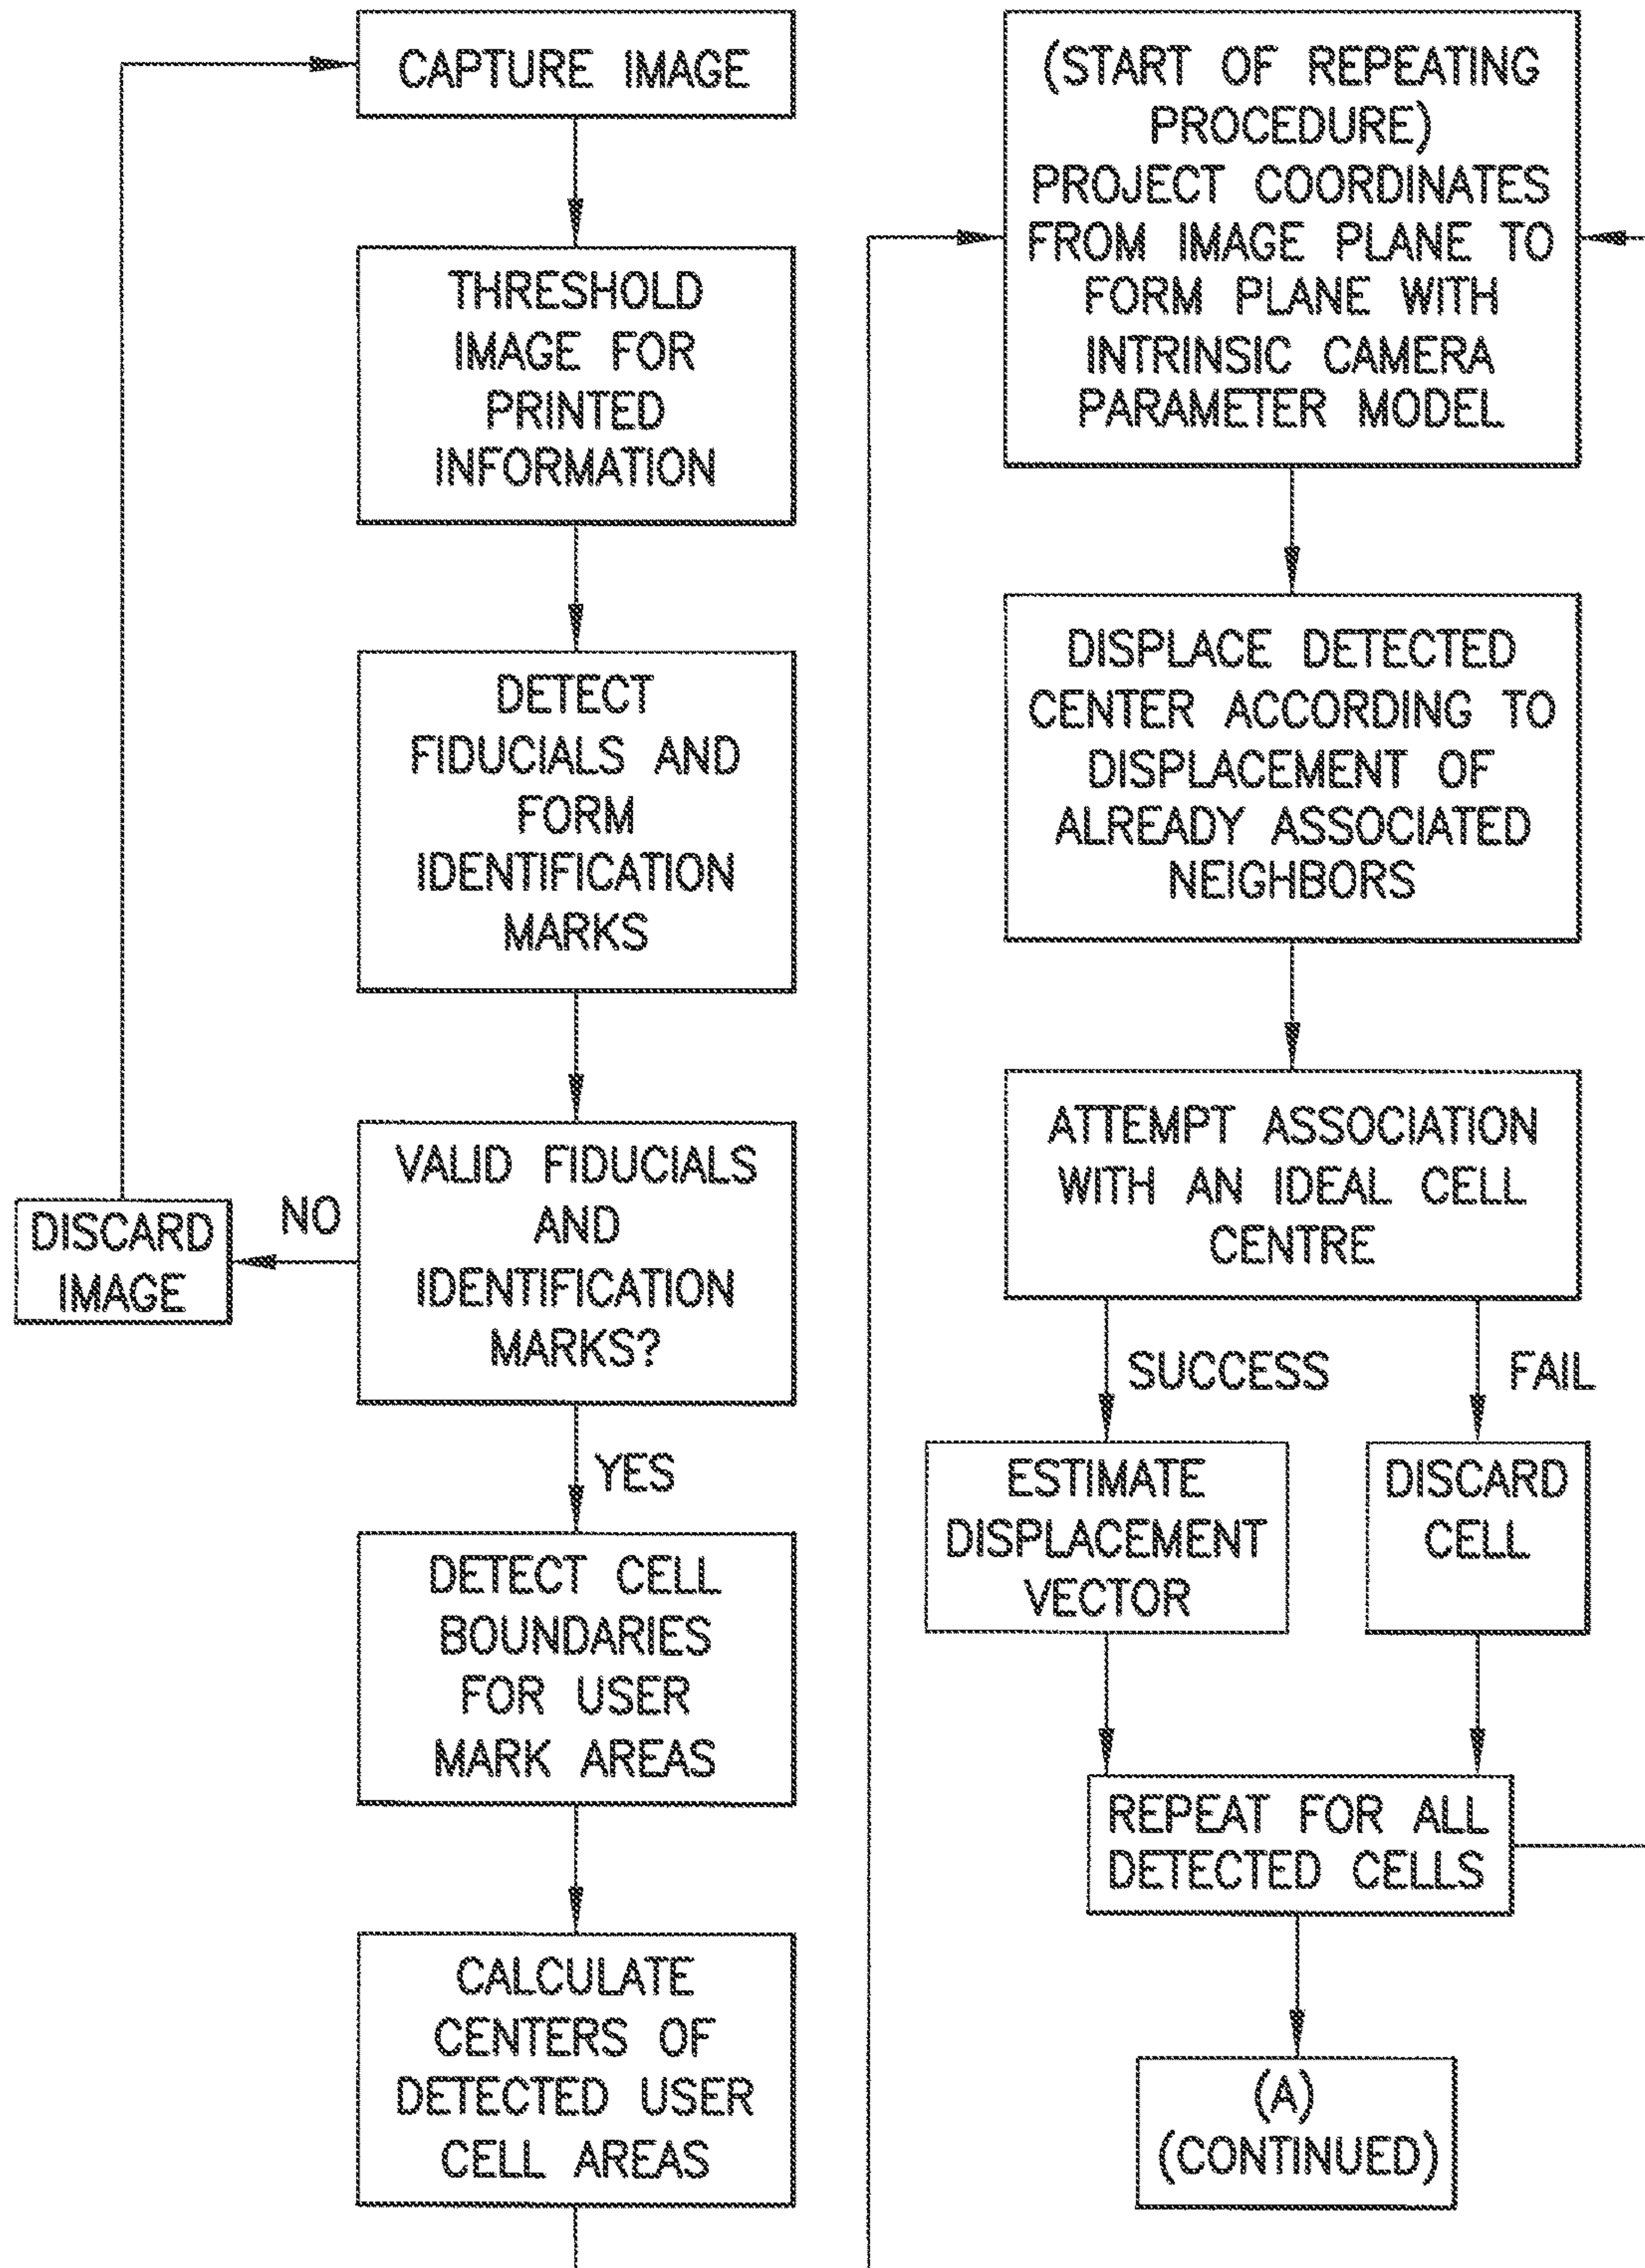 CAPTURE IMAGE
THRESHOLD
IMAGE FOR
PRINTED
INFORMATION
DETECT
FIDUCIALS AND
FORM
IDENTIFICATION
MARKS
VALID FIDUCIALS
AND
IDENTIFICATION
MARKS?
NO
DISCARD
IMAGE
YES
DETECT CELL
BOUNDARIES
FOR USER
MARK AREAS
CALCULATE
CENTERS OF
DETECTED USER
CELL AREAS
(START OF REPEATING
PROCEDURE)
PROJECT COORDINATES
FROM IMAGE PLANE TO
FORM PLANE WITH
INTRINSIC CAMERA
PARAMETER MODEL
DISPLACE DETECTED
CENTER ACCORDING TO
DISPLACEMENT OF
ALREADY ASSOCIATED
NEIGHBORS
ATTEMPT ASSOCIATION
WITH AN IDEAL CELL
CENTRE
SUCCESS
FAIL
ESTIMATE
DISPLACEMENT
VECTOR
DISCARD
CELL
REPEAT FOR ALL
DETECTED CELLS
(A)
(CONTINUED)